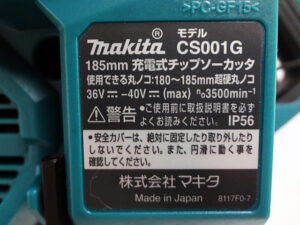 >PC-GF15<
makita® モデル
CS001G
185mm 充電式チップソーカッタ
使用できる丸ノコ:180~185mm超硬丸ノコ
36V⎓ -40V⎓ (max) n₀3500min⁻¹
⚠警告 •ご使用前に取扱説明書を必ず
よくお読みください。 IP56
•安全カバーは、絶対に固定したり取り外したり
しないでください。また、円滑に動く事を
確認してください。
株式会社 マキタ
Made in Japan 8117F0-7